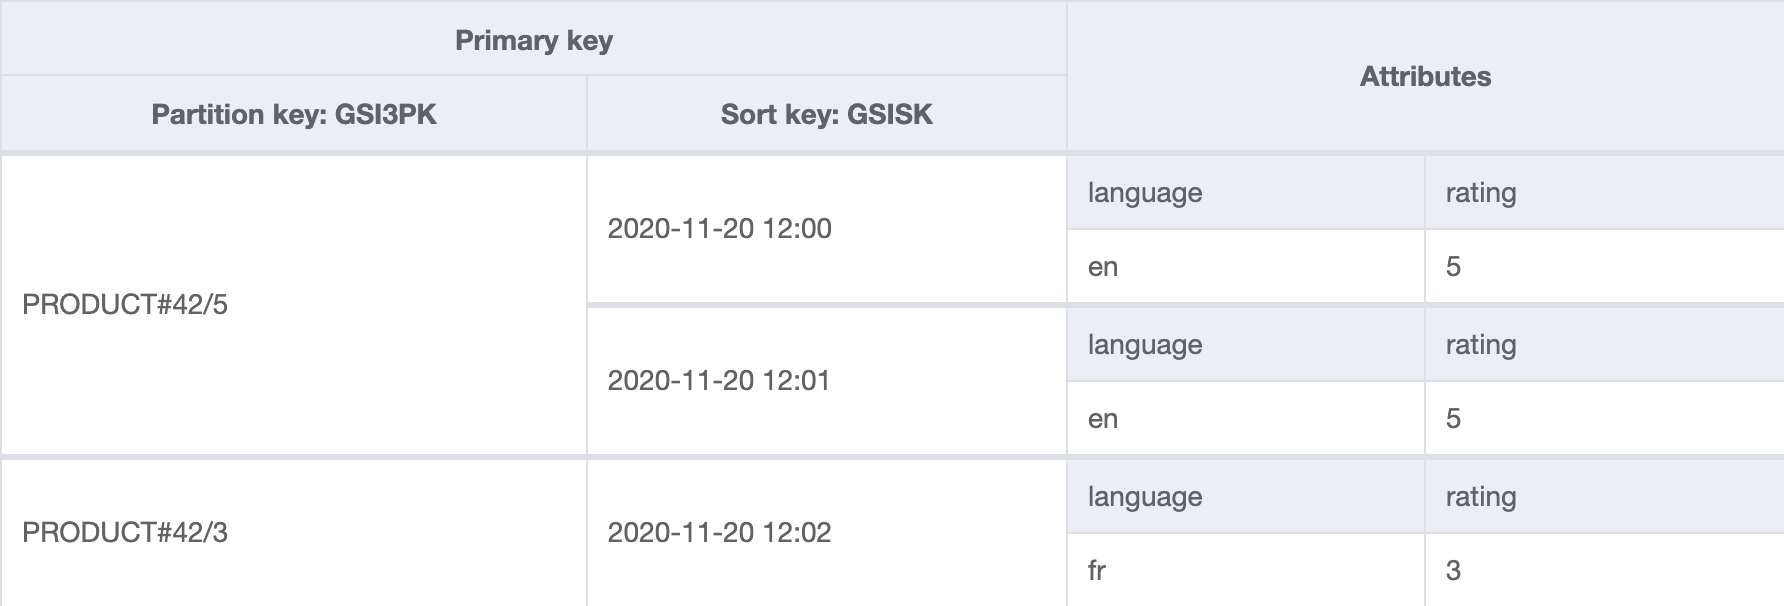 Primary key
Attributes
Partition key: GSI3PK
Sort key: GSISK
PRODUCT#42/5
2020-11-20 12:00
language
rating
en
5
2020-11-20 12:01
language
rating
en
5
PRODUCT#42/3
2020-11-20 12:02
language
rating
fr
3